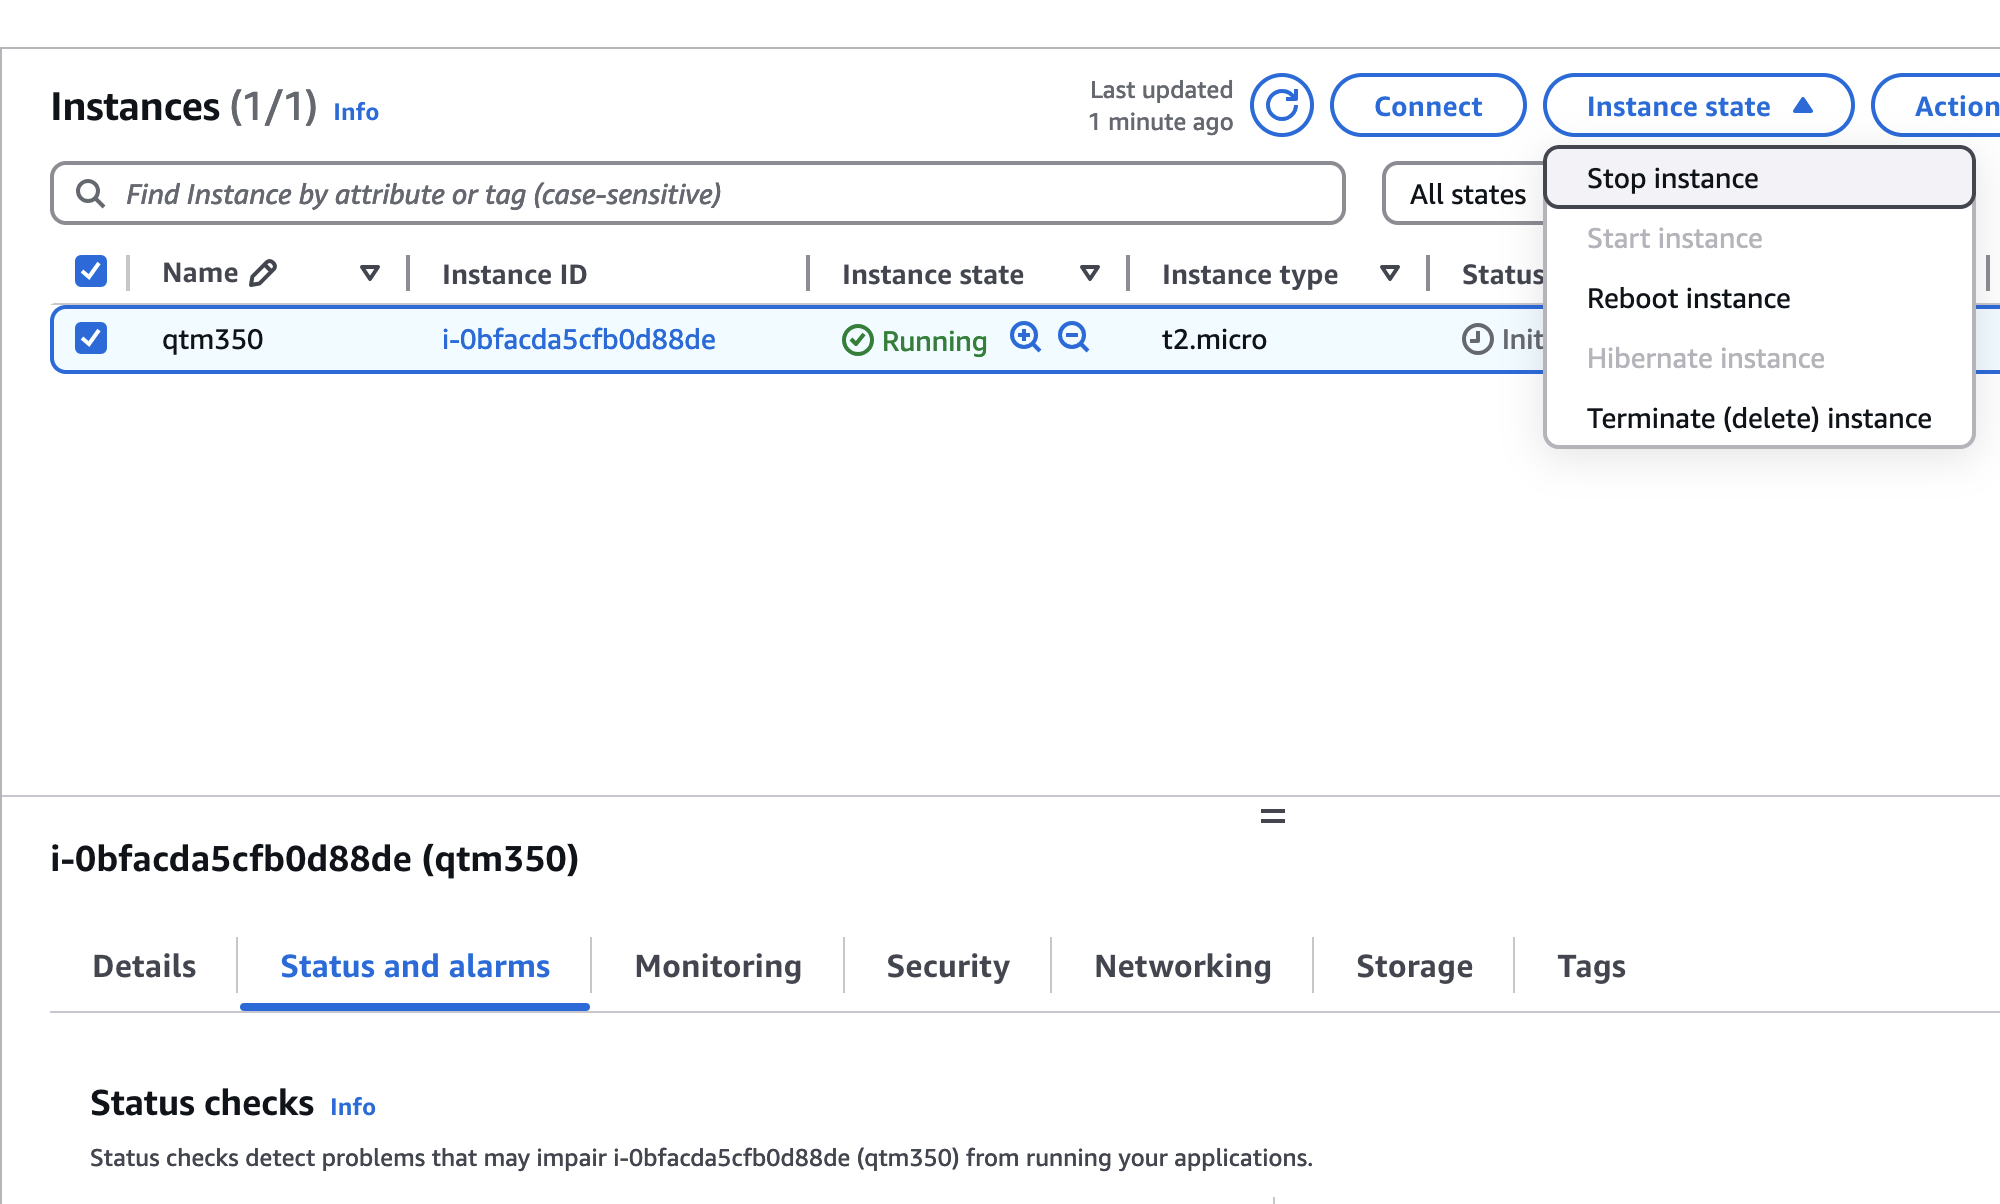 Instances (1/1) Info
Last updated
1 minute ago
Connect
Instance state
Action
Find Instance by attribute or tag (case-sensitive)
All states
Stop instance
Start instance
Reboot instance
Hibernate instance
Terminate (delete) instance
Name
Instance ID
Instance state
Instance type
Status
qtm350
i-0bfacda5cfb0d88de
Running
t2.micro
Init
i-0bfacda5cfb0d88de (qtm350)
Details
Status and alarms
Monitoring
Security
Networking
Storage
Tags
Status checks Info
Status checks detect problems that may impair i-0bfacda5cfb0d88de (qtm350) from running your applications.